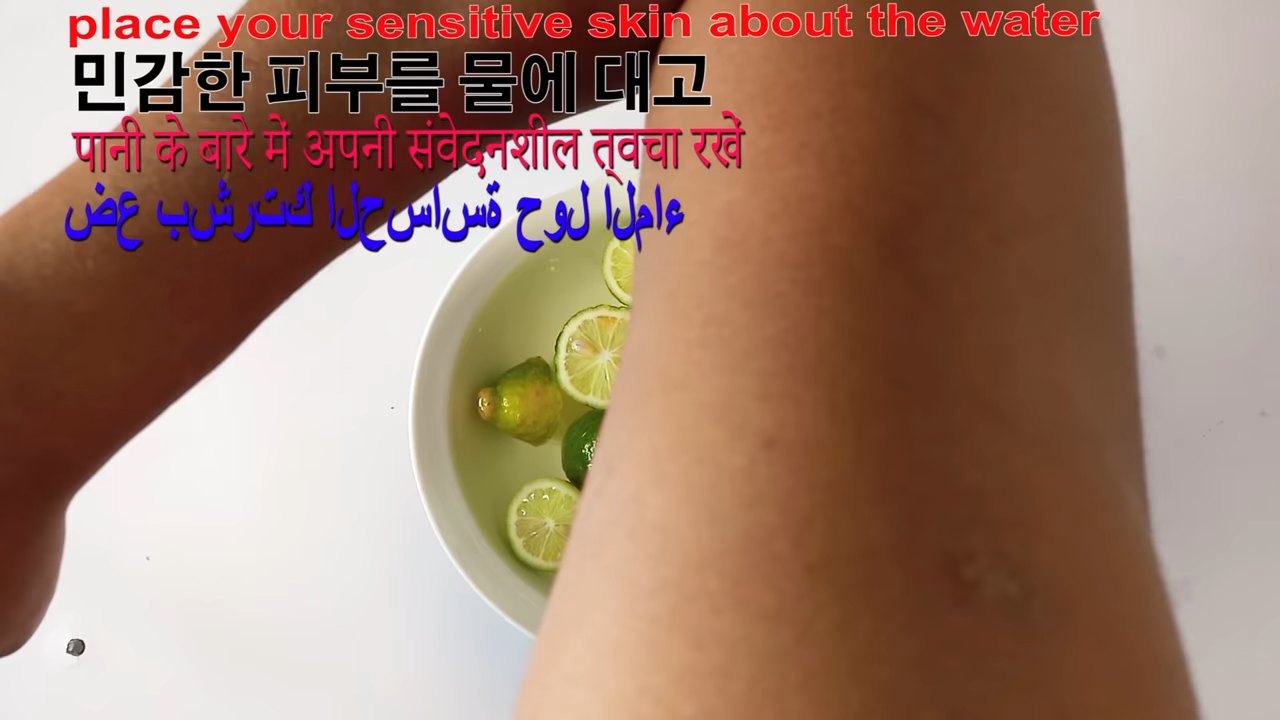 place your sensitive skin about the water
민감한 피부를 물에 대고
पानी के बारे में अपनी संवेदनशील त्वचा रखें
ضع بشرتك الحساسة حول الماء